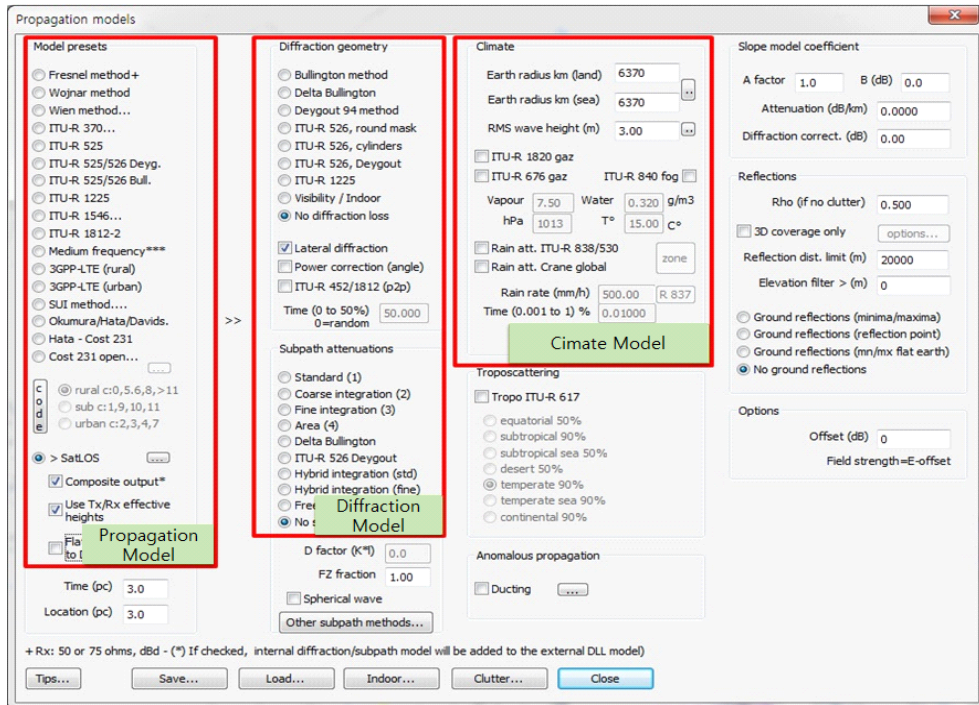 Propagation models
Model presets
Fresnel method+
Wojnar method
Wien method...
ITU-R 370...
ITU-R 525
ITU-R 525/526 Deyg.
ITU-R 525/526 Bull.
ITU-R 1225
ITU-R 1546...
ITU-R 1812-2
Medium frequency***
3GPP-LTE (rural)
3GPP-LTE (urban)
SUI method....
Okumura/Hata/Davids.
Hata - Cost 231
Cost 231 open...
...
code
rural c:0,5.6,8,>11
sub c:1,9,10,11
urban c:2,3,4,7
> SatLOS ....
Composite output*
Use Tx/Rx effective
heights
Propagation
Model
Time (pc) 3.0
Location (pc) 3.0
>>
Diffraction geometry
Bullington method
Delta Bullington
Deygout 94 method
ITU-R 526, round mask
ITU-R 526, cylinders
ITU-R 526, Deygout
ITU-R 1225
Visibility / Indoor
No diffraction loss
Lateral diffraction
Power correction (angle)
ITU-R 452/1812 (p2p)
Time (0 to 50%) 50.000
0=random
Subpath attenuations
Standard (1)
Coarse integration (2)
Fine integration (3)
Area (4)
Delta Bullington
ITU-R 526 Deygout
Hybrid integration (std)
Hybrid integration (fine)
No
Diffraction
Model
D factor (K*l) 0.0
FZ fraction 1.00
Spherical wave
Other subpath methods...
Climate
Earth radius km (land) 6370
..
Earth radius km (sea) 6370
RMS wave height (m) 3.00 ..
ITU-R 1820 gaz
ITU-R 676 gaz ITU-R 840 fog
Vapour 7.50 Water 0.320 g/m3
hPa 1013 T° 15.00 C°
Rain att. ITU-R 838/530
zone
Rain att. Crane global
Rain rate (mm/h) 500.00 R 837
Time (0.001 to 1) % 0.01000
Cimate Model
Troposcattering
Tropo ITU-R 617
equatorial 50%
subtropical 90%
subtropical sea 50%
desert 50%
temperate 90%
temperate sea 90%
continental 90%
Anomalous propagation
Ducting ...
Slope model coefficient
A factor 1.0 B (dB) 0.0
Attenuation (dB/km) 0.0000
Diffraction correct. (dB) 0.00
Reflections
Rho (if no clutter) 0.500
3D coverage only options...
Reflection dist. limit (m) 20000
Elevation filter > (m) 0
Ground reflections (minima/maxima)
Ground reflections (reflection point)
Ground reflections (mn/mx flat earth)
No ground reflections
Options
Offset (dB) 0
Field strength=E-offset
+ Rx: 50 or 75 ohms, dBd - (*) If checked, internal diffraction/subpath model will be added to the external DLL model)
Tips...
Save...
Load...
Indoor...
Clutter...
Close